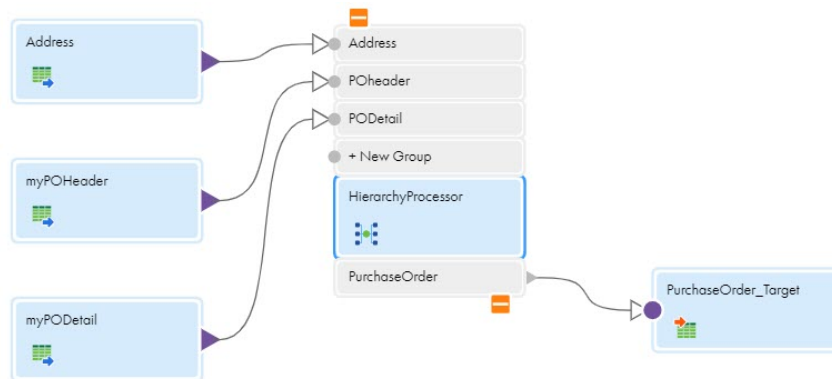 Address
myPOHeader
myPODetail
Address
POheader
PODetail
+ New Group
HierarchyProcessor
PurchaseOrder
PurchaseOrder_Target